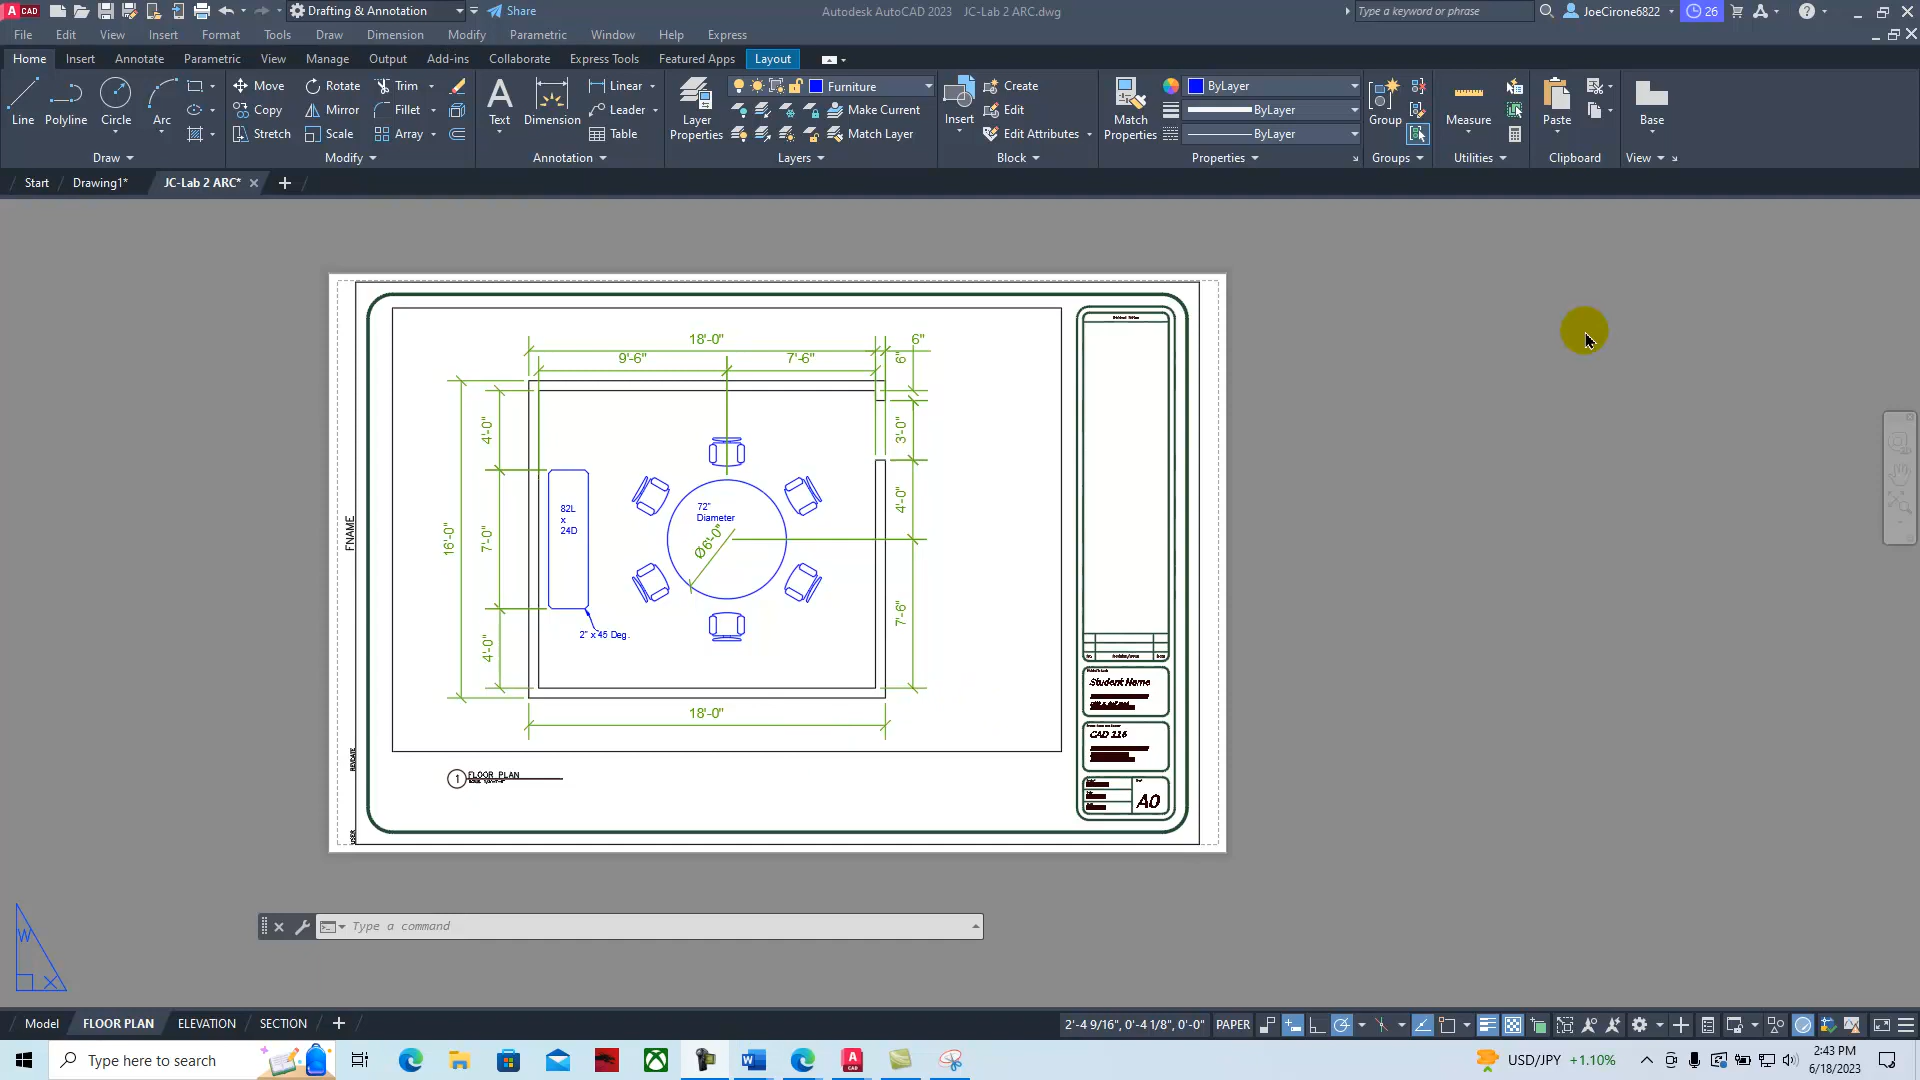 A CAD Drafting & Annotation Share Autodesk AutoCAD 2023 JC-Lab 2 ARC.dwg Type a keyword or phrase JoeCirone6822 26
File Edit View Insert Format Tools Draw Dimension Modify Parametric Window Help Express
Home Insert Annotate Parametric View Manage Output Add-ins Collaborate Express Tools Featured Apps Layout
Line Polyline Circle Arc
Move Rotate Trim
Copy Mirror Fillet
Stretch Scale Array
Text Dimension
Linear
Leader
Table
Layer Properties
Furniture
Make Current
Match Layer
Insert
Create
Edit
Edit Attributes
Match Properties
ByLayer
ByLayer
ByLayer
Group Measure Paste Base
Draw Modify Annotation Layers Block Properties Groups Utilities Clipboard View
Start Drawing1* JC-Lab 2 ARC*
18'-0" 6"
9'-6" 7'-6" 6"
4'-0" 3'-0"
72"
Diameter
4'-0"
82L
x
24D
FNAME 16'-0" 7'-0" Ø6'-0"
7'-6"
2" x 45 Deg.
4'-0"
18'-0"
Student Name
CAD 116
REVDATE
1 FLOOR PLAN
A0
USER
W
X
Type a command
Model FLOOR PLAN ELEVATION SECTION
2'-4 9/16", 0'-4 1/8", 0'-0" PAPER
Type here to search
USD/JPY +1.10%
2:43 PM
6/18/2023